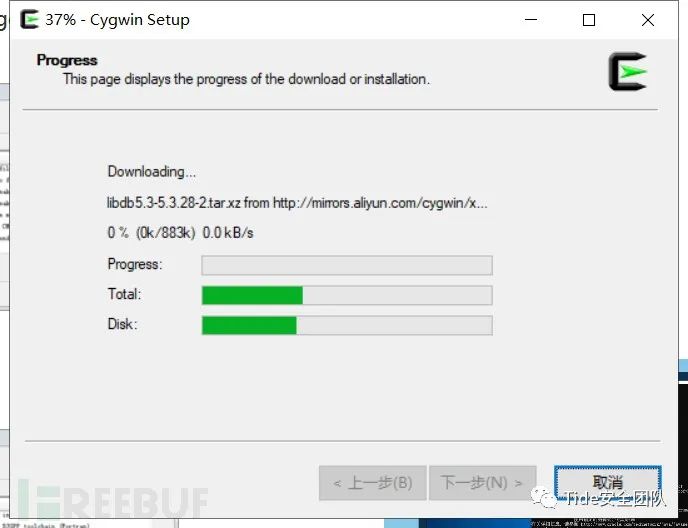 37% - Cygwin Setup
Progress
This page displays the progress of the download or installation.
Downloading...
libdb5.3-5.3.28-2.tar.xz from http://mirrors.aliyun.com/cygwin/x...
0 % (0k/883k) 0.0 kB/s
Progress:
Total:
Disk:
< 上一步(B)
下一步(N) >
取消
REEBUF
Tide安全团队